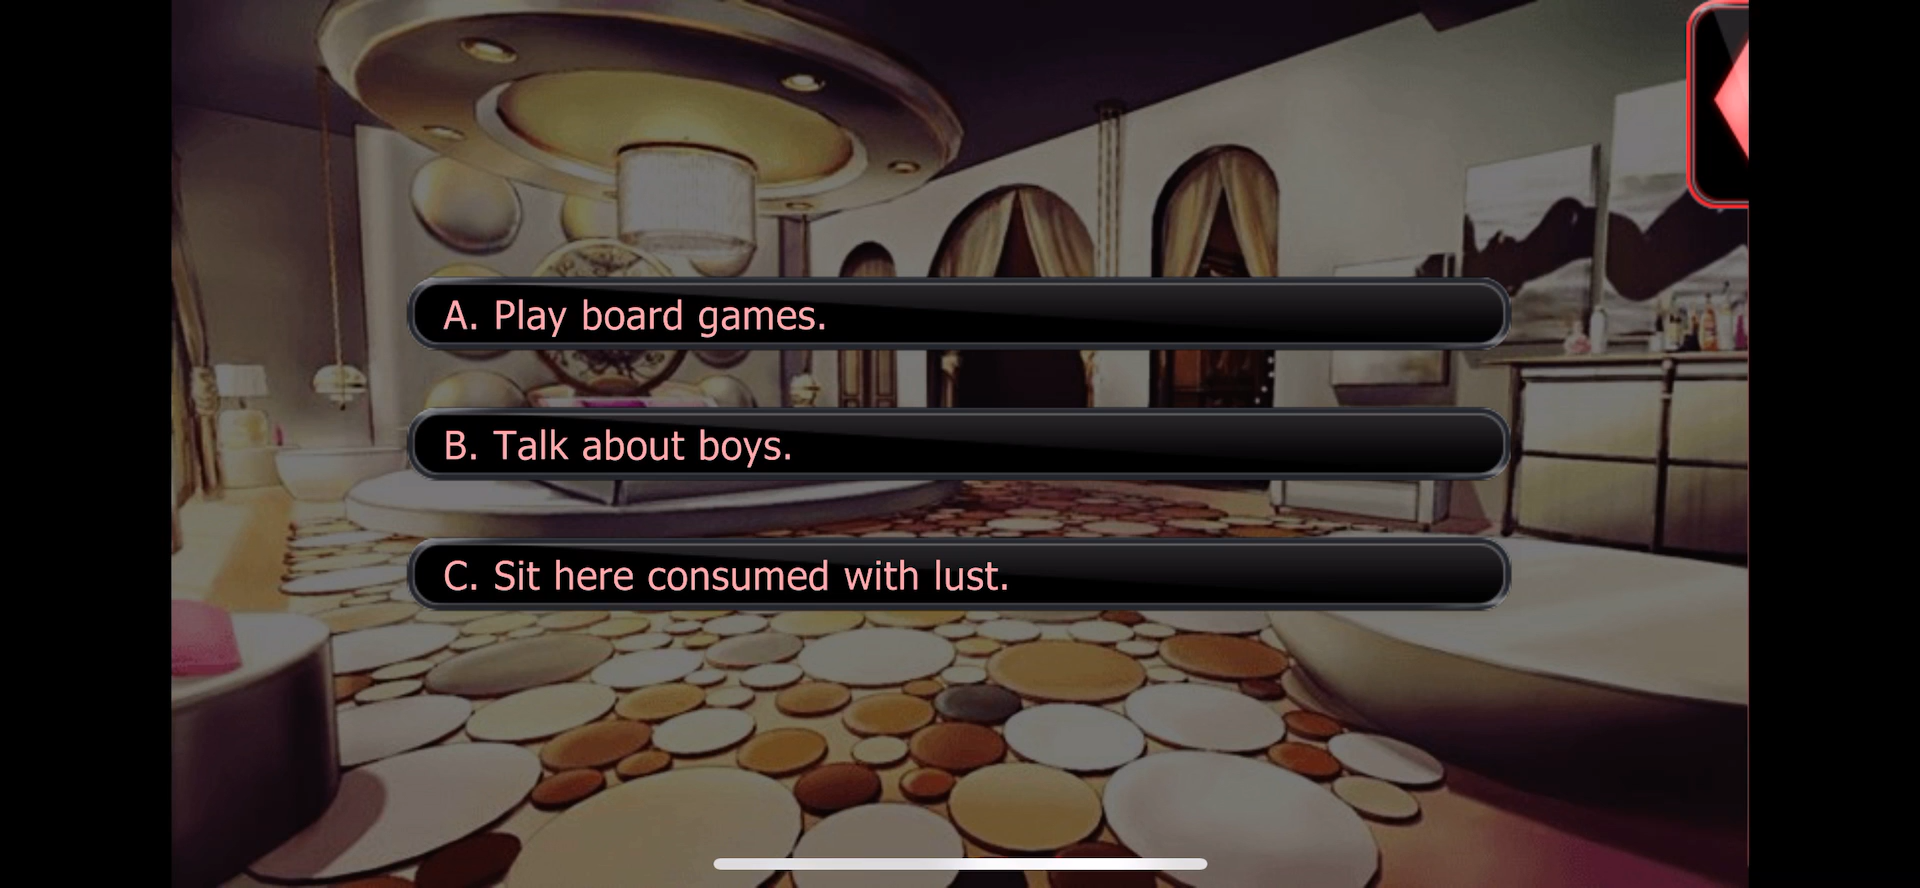 A. Play board games.
B. Talk about boys.
C. Sit here consumed with lust.